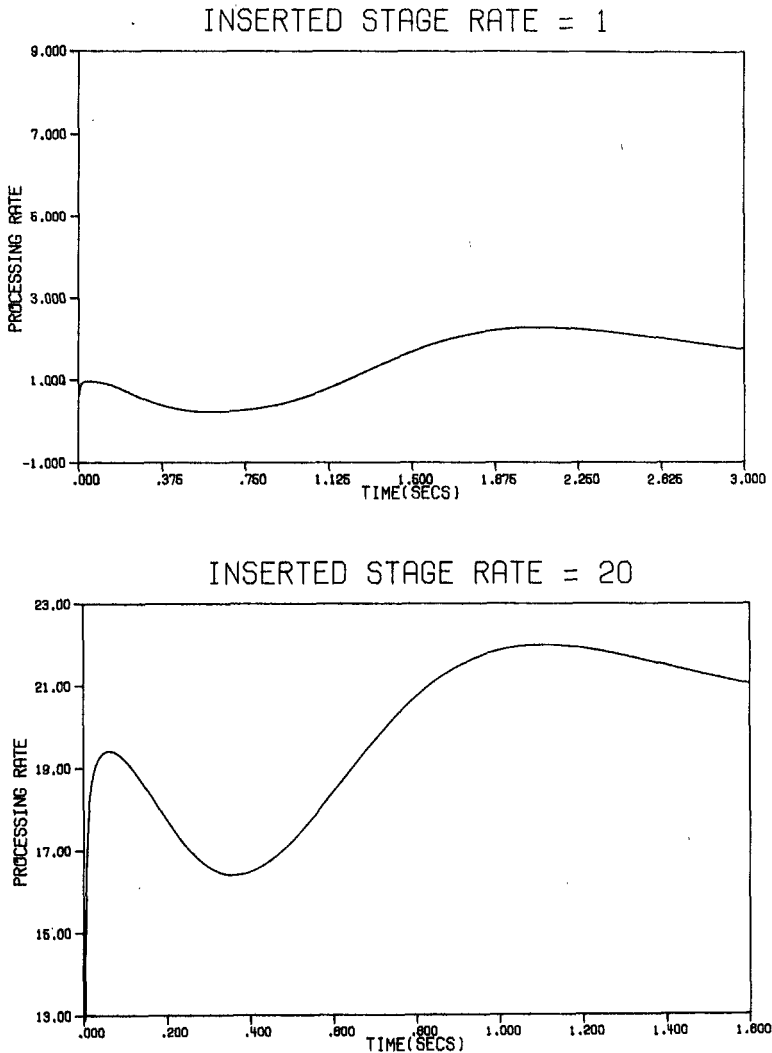 INSERTED STAGE RATE = 1
9.000
7.000
5.000
3.000
1.000
-1.000
PROCESSING RATE
.000 .375 .750 1.125 1.500 1.875 2.250 2.625 3.000
TIME(SECS)
INSERTED STAGE RATE = 20
23.00
21.00
19.00
17.00
15.00
13.00
PROCESSING RATE
.000 .200 .400 .600 .800 1.000 1.200 1.400 1.600
TIME(SECS)